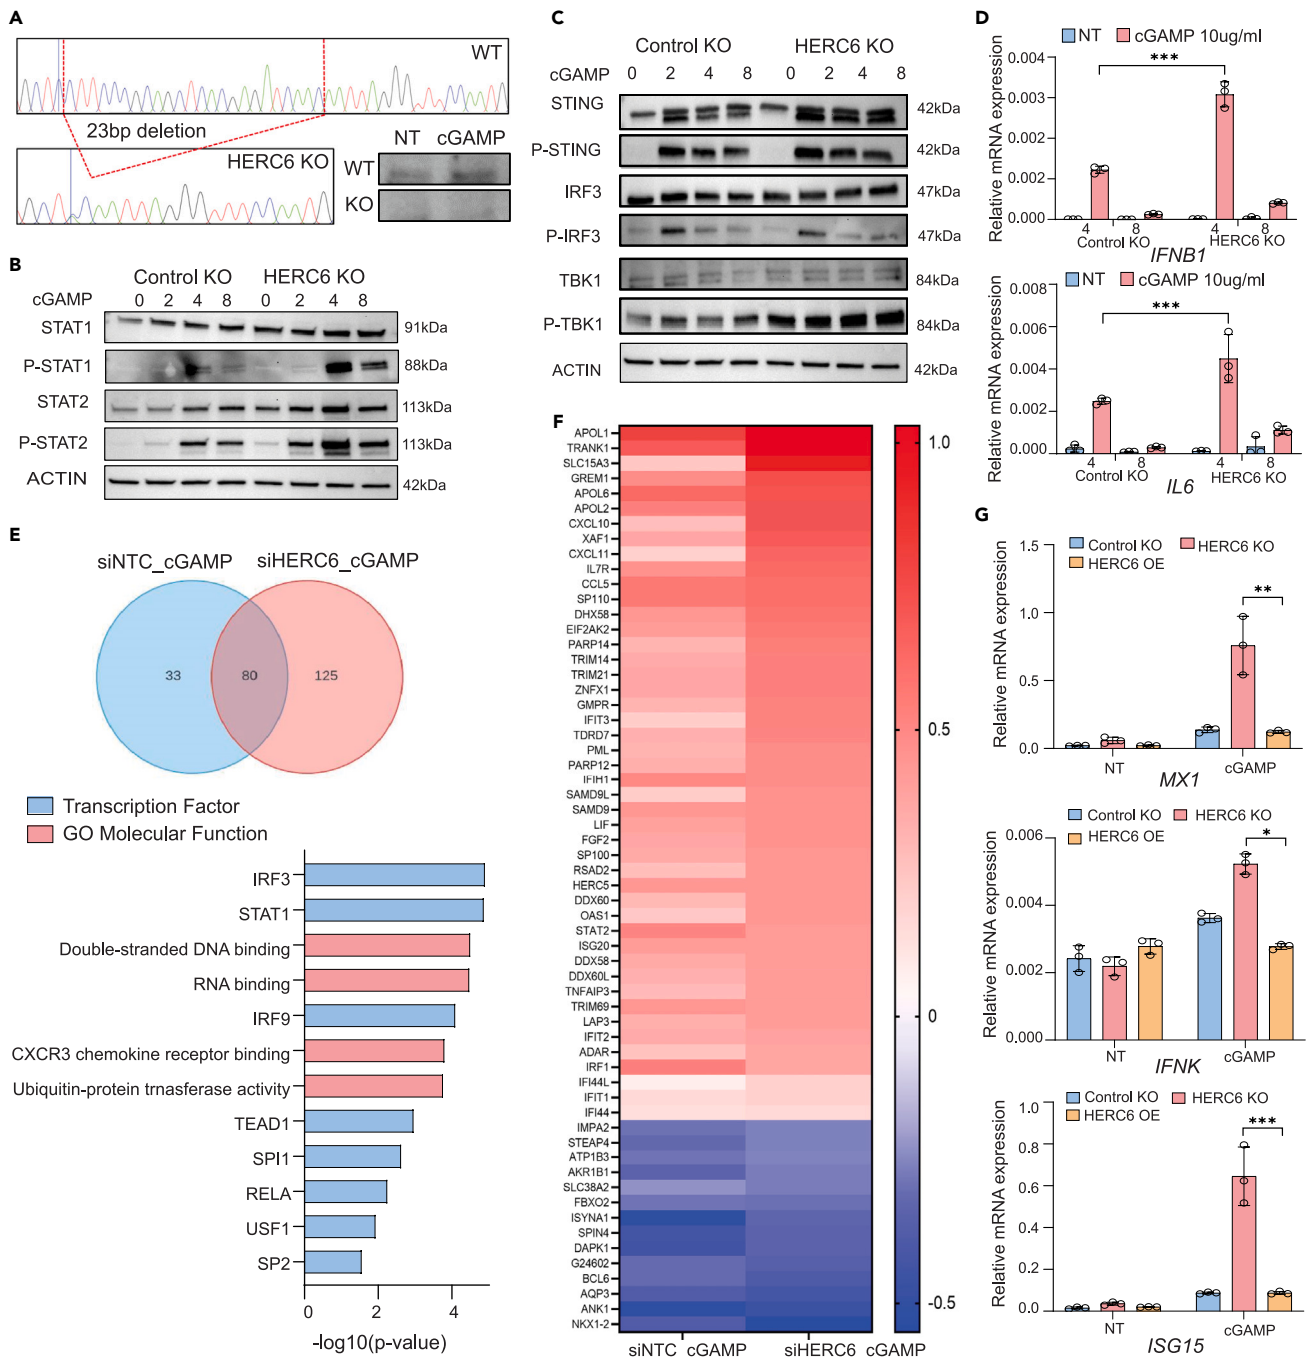 A
WT
23bp deletion
HERC6 KO
NT cGAMP
WT
KO
B
Control KO HERC6 KO
cGAMP 0 2 4 8 0 2 4 8
STAT1 91kDa
P-STAT1 88kDa
STAT2 113kDa
P-STAT2 113kDa
ACTIN 42kDa
C
Control KO HERC6 KO
cGAMP 0 2 4 8 0 2 4 8
STING 42kDa
P-STING 42kDa
IRF3 47kDa
P-IRF3 47kDa
TBK1 84kDa
P-TBK1 84kDa
ACTIN 42kDa
D
NT cGAMP 10ug/ml
Relative mRNA expression
0.004
0.003
0.002
0.000
***
4 8 4 8
Control KO HERC6 KO
IFNB1
NT cGAMP 10ug/ml
Relative mRNA expression
0.008
0.006
0.004
0.002
0.000
***
4 8 4 8
Control KO HERC6 KO
IL6
E
siNTC_cGAMP siHERC6_cGAMP
33 80 125
Transcription Factor
GO Molecular Function
IRF3
STAT1
Double-stranded DNA binding
RNA binding
IRF9
CXCR3 chemokine receptor binding
Ubiquitin-protein trnasferase activity
TEAD1
SPI1
RELA
USF1
SP2
0 2 4
-log10(p-value)
F
APOL1
TRANK1
SLC15A3
GREM1
APOL6
APOL2
CXCL10
XAF1
CXCL11
IL7R
CCL5
SP110
DHX58
EIF2AK2
PARP14
TRIM14
TRIM21
ZNFX1
GMPR
IFIT3
TDRD7
PML
PARP12
IFIH1
SAMD9L
SAMD9
LIF
FGF2
SP100
RSAD2
HERC5
DDX60
OAS1
STAT2
ISG20
DDX58
DDX60L
TNFAIP3
TRIM69
LAP3
IFIT2
ADAR
IRF1
IFI44L
IFIT1
IFI44
IMPA2
STEAP4
ATP1B3
AKR1B1
SLC38A2
FBXO2
ISYNA1
SPIN4
DAPK1
G24602
BCL6
AQP3
ANK1
NKX1-2
siNTC_cGAMP siHERC6_cGAMP
1.0
0.5
0
-0.5
G
Control KO HERC6 KO
HERC6 OE
Relative mRNA expression
1.5
1.0
0.5
0.0
**
NT cGAMP
MX1
Control KO HERC6 KO
HERC6 OE
Relative mRNA expression
0.006
0.004
0.002
0.000
*
NT cGAMP
IFNK
Control KO HERC6 KO
HERC6 OE
Relative mRNA expression
1.0
0.8
0.6
0.4
0.2
0.0
***
NT cGAMP
ISG15